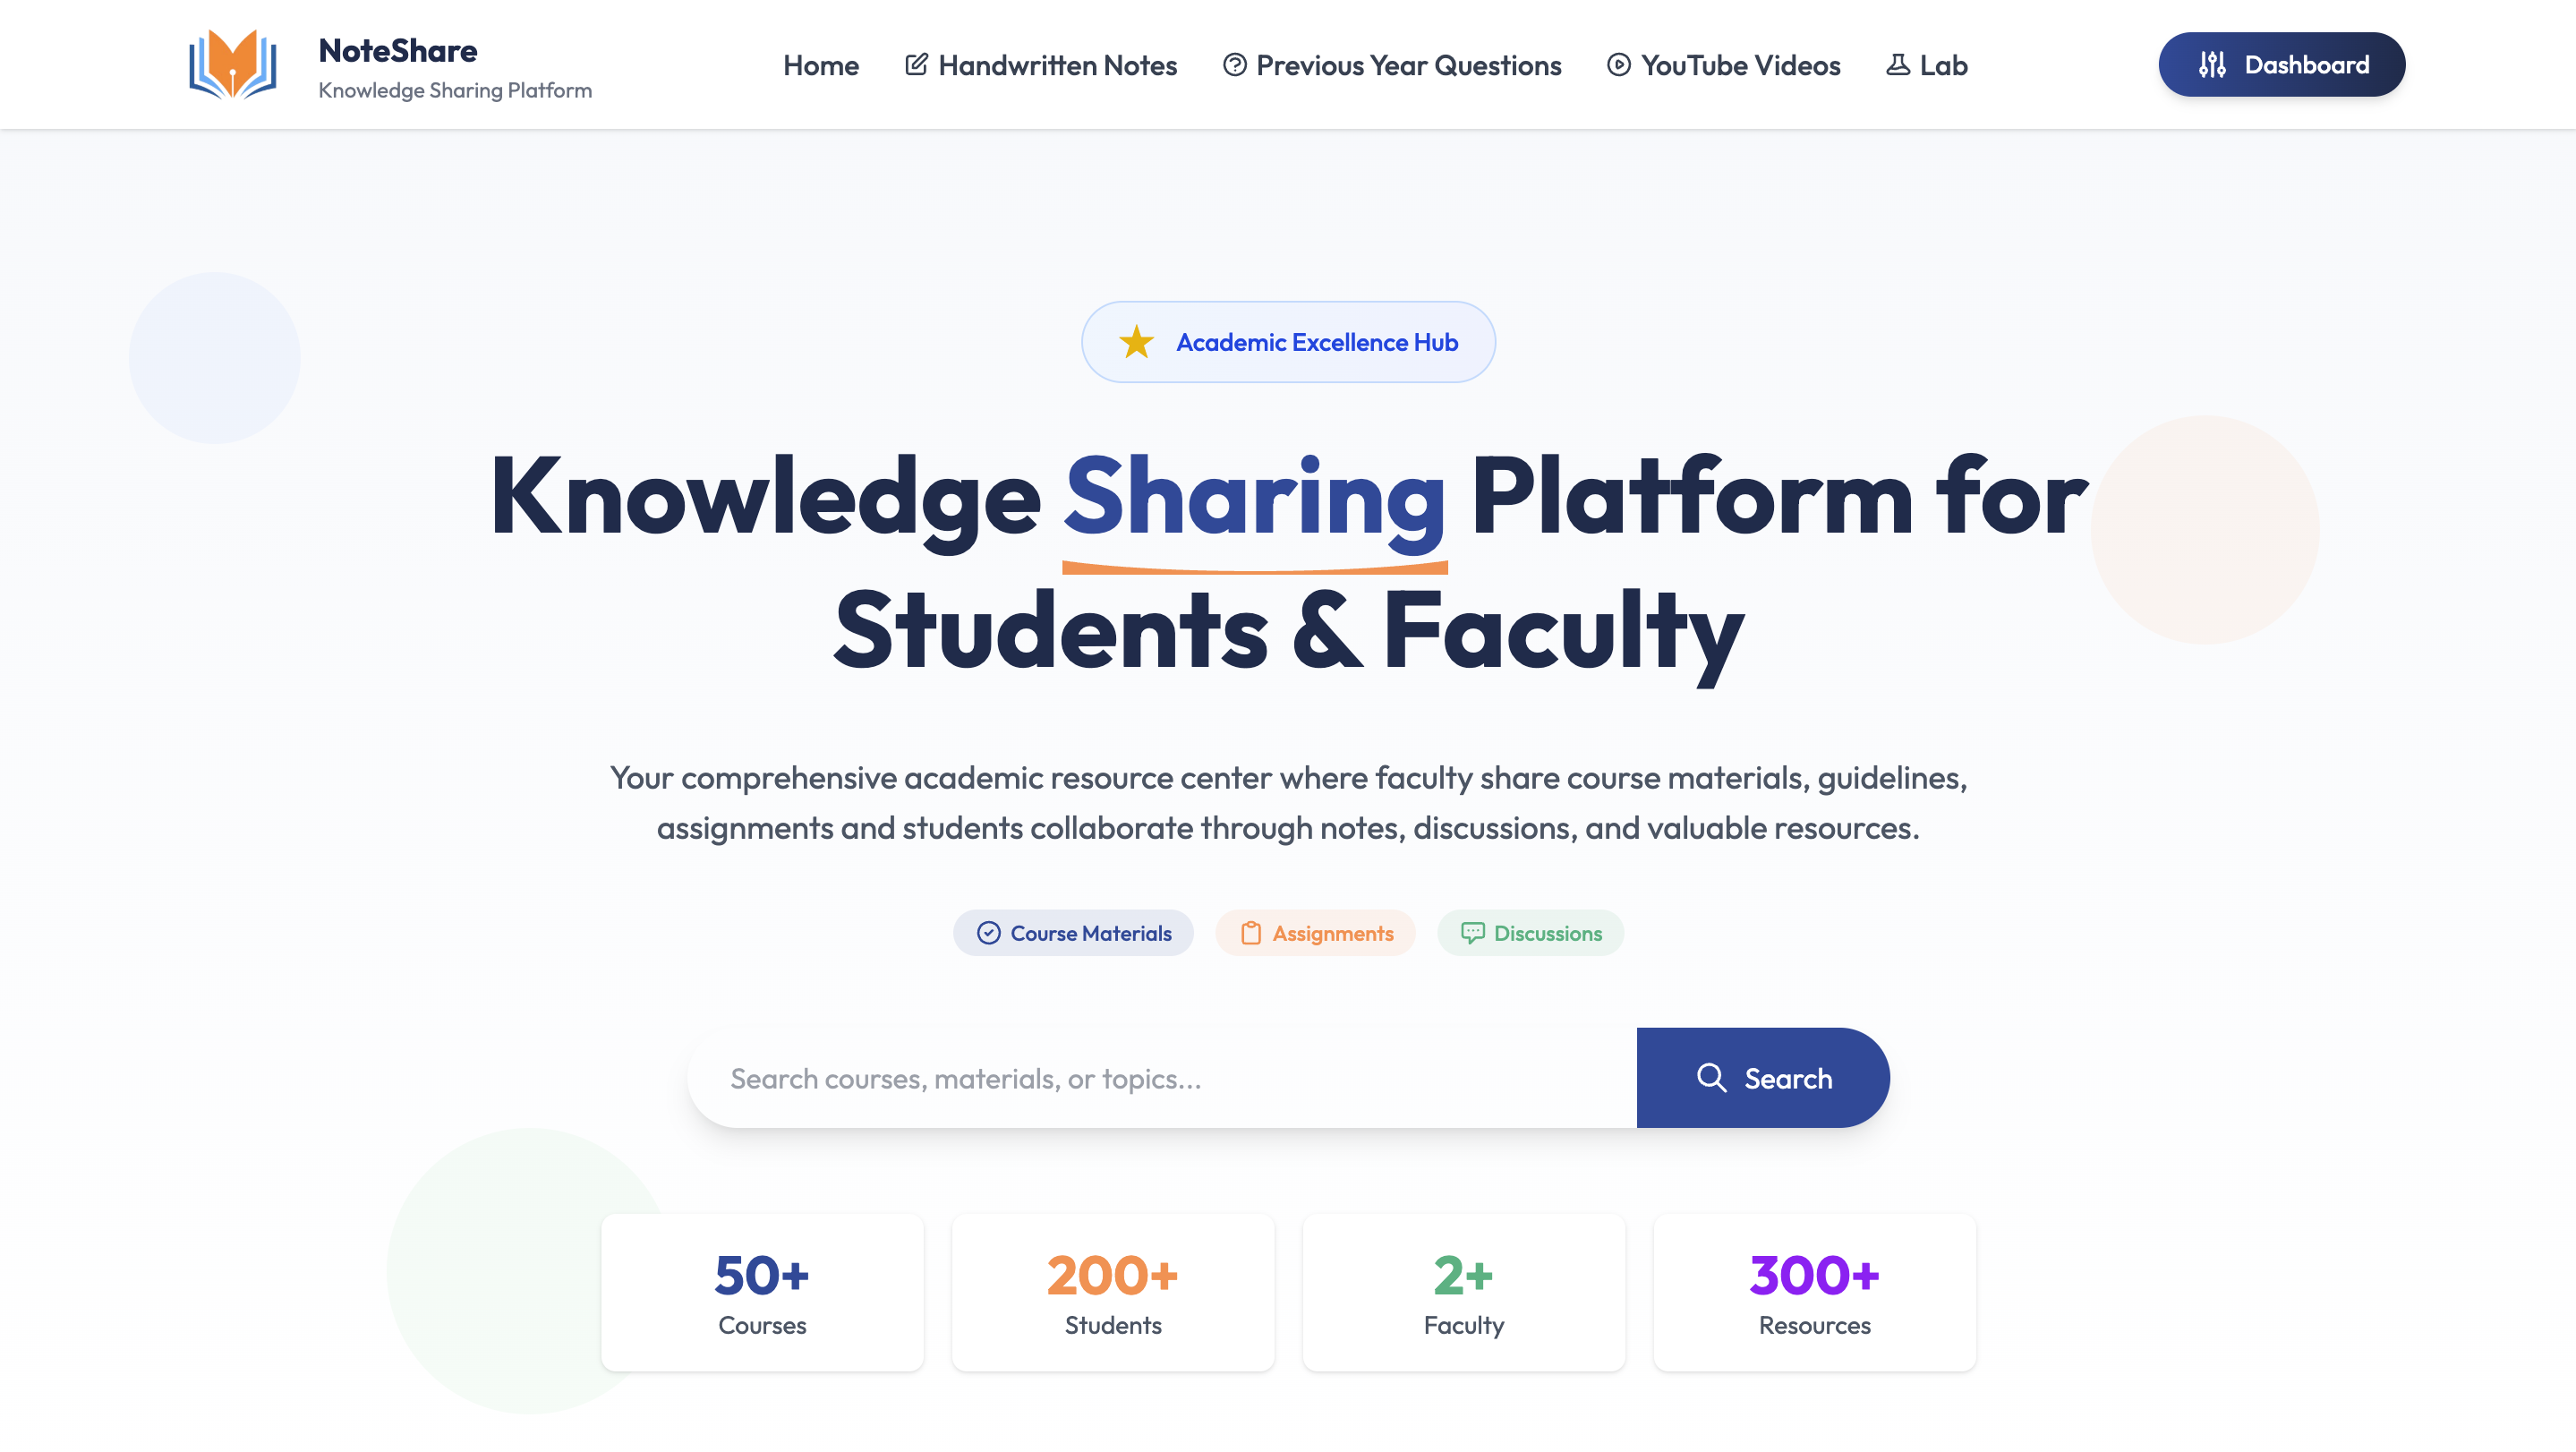 NoteShare
Knowledge Sharing Platform
Home
Handwritten Notes
Previous Year Questions
YouTube Videos
Lab
Dashboard
Academic Excellence Hub
Knowledge Sharing Platform for
Students & Faculty
Your comprehensive academic resource center where faculty share course materials, guidelines,
assignments and students collaborate through notes, discussions, and valuable resources.
Course Materials
Assignments
Discussions
Search courses, materials, or topics...
Search
50+
Courses
200+
Students
2+
Faculty
300+
Resources